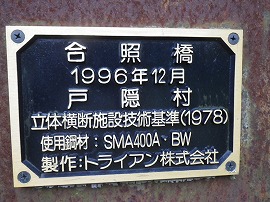 合照橋
1996年12月
戸隠村
立体横断施設技術基準(1978)
使用鋼材：SMA400A・BW
製作：トライアン株式会社